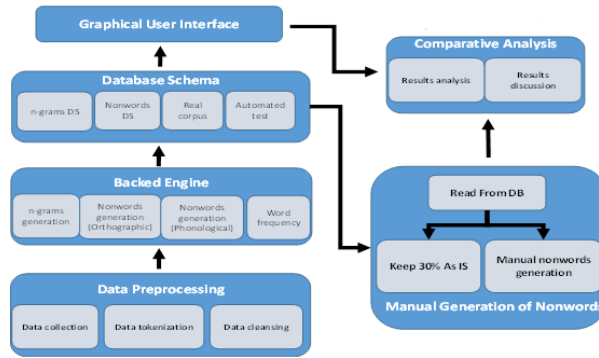 Graphical User Interface
Database Schema
n-grams DS
Nonwords
DS
Real
corpus
Automated
test
Backed Engine
n-grams
generation
Nonwords
generation
(Orthographic)
Nonwords
generation
(Phonological)
Word
frequency
Data Preprocessing
Data collection
Data tokenization
Data cleansing
Comparative Analysis
Results analysis
Results
discussion
Read From DB
Keep 30% As IS
Manual nonwords
generation
Manual Generation of Nonwords